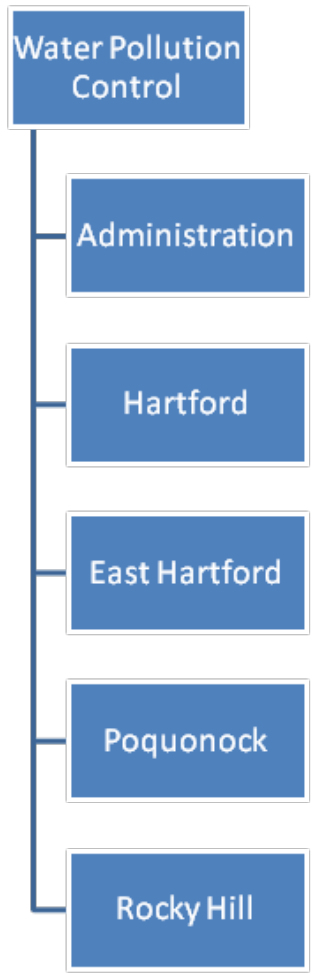 Water Pollution
Control
Administration
Hartford
East Hartford
Poquonock
Rocky Hill